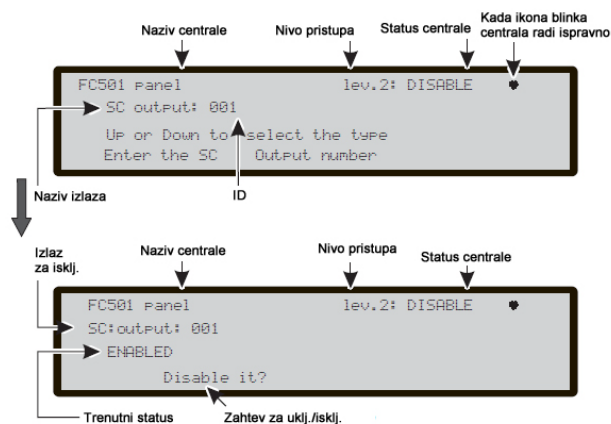 Naziv centrale
Nivo pristupa
Status centrale
Kada ikona blinka
centrala radi ispravno
FC501 panel lev.2: DISABLE
SC output: 001
Up or Down to select the type
Enter the SC Output number
Naziv izlaza
ID
Izlaz
za isklj.
Naziv centrale
Nivo pristupa
Status centrale
FC501 panel lev.2: DISABLE
SC:output: 001
ENABLED
Disable it?
Trenutni status
Zahtev za uklj./isklj.